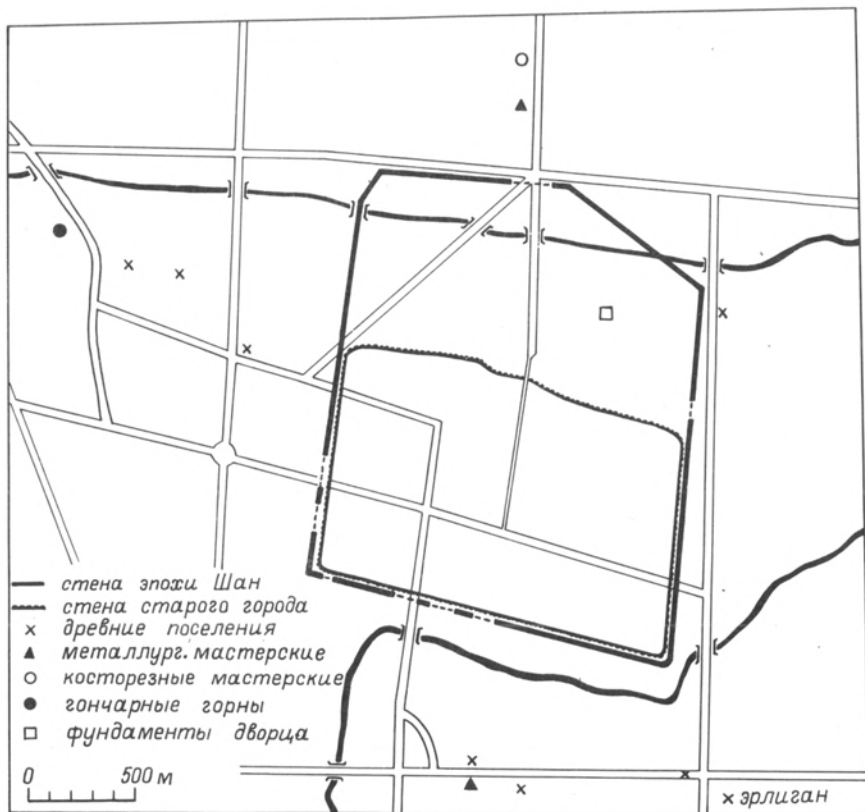 стена эпохи Шан
стена старого города
древние поселения
металлург. мастерские
косторезные мастерские
гончарные горны
фундаменты дворца
0 500 м
эрлиган